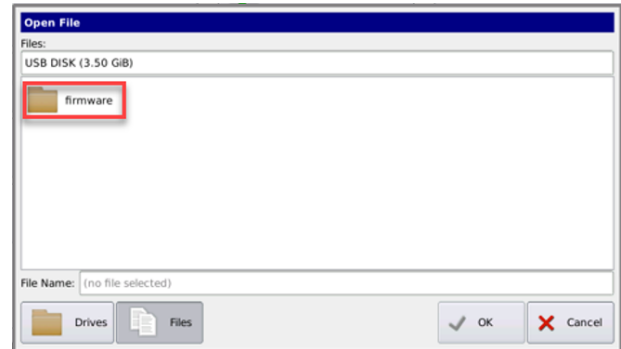 Open File
Files:
USB DISK (3.50 GiB)
firmware
File Name: (no file selected)
Drives Files OK Cancel